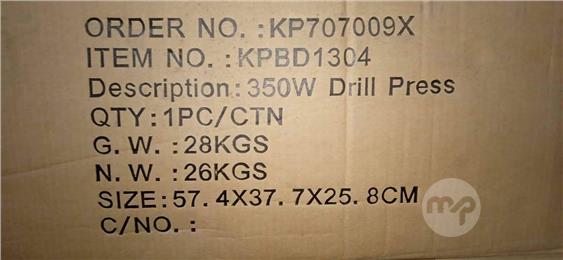 ORDER NO. :KP707009X
ITEM NO. :KPBD1304
Description:350W Drill Press
QTY:1PC/CTN
G. W. :28KGS
N. W. :26KGS
SIZE:57. 4X37. 7X25. 8CM
C/NO. :
mp